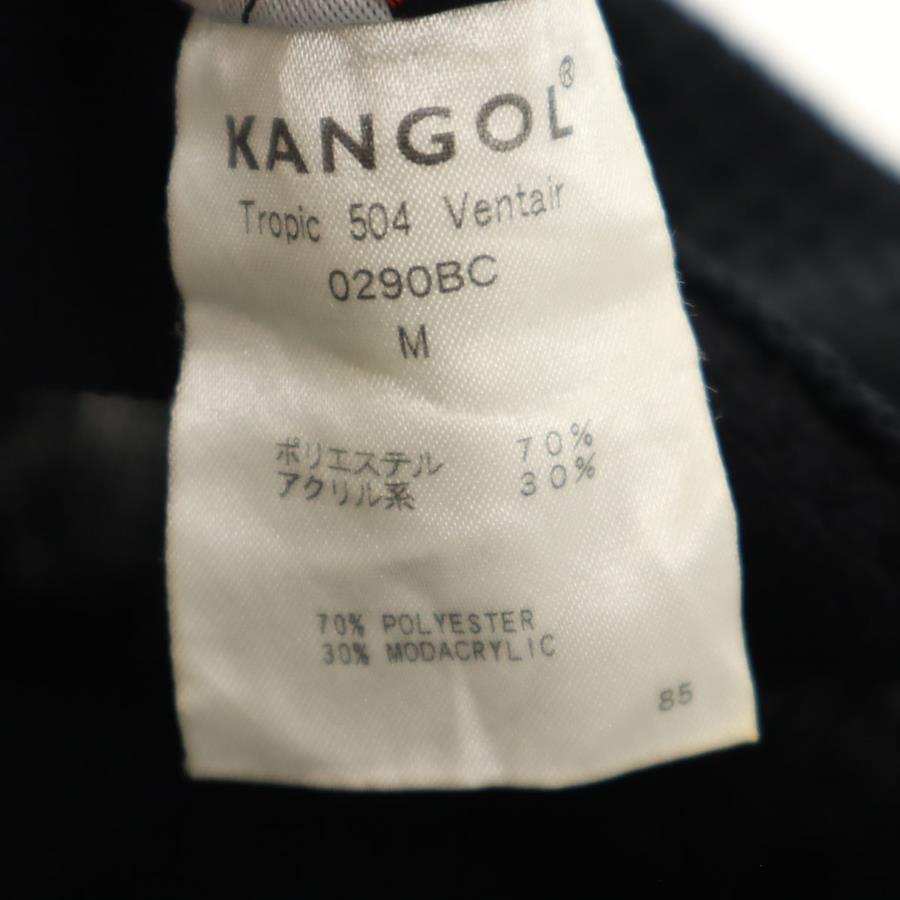 KANGOL®
Tropic 504 Ventair
0290BC
M
ポリエステル 70%
アクリル系 30%
70% POLYESTER
30% MODACRYLIC
85